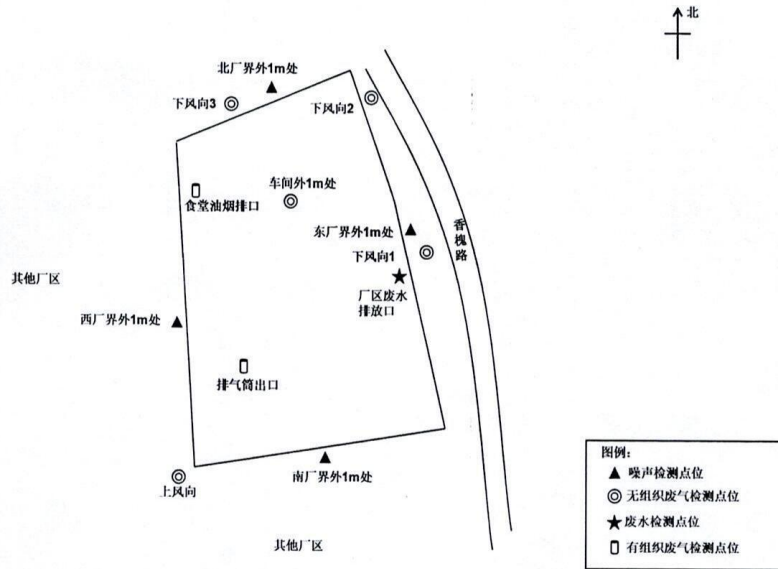 北
北厂界外1m处
下风向3
下风向2
车间外1m处
食堂油烟排口
东厂界外1m处
香槐路
下风向1
其他厂区
厂区废水
排放口
西厂界外1m处
排气筒出口
南厂界外1m处
上风向
其他厂区
图例:
噪声检测点位
无组织废气检测点位
废水检测点位
有组织废气检测点位